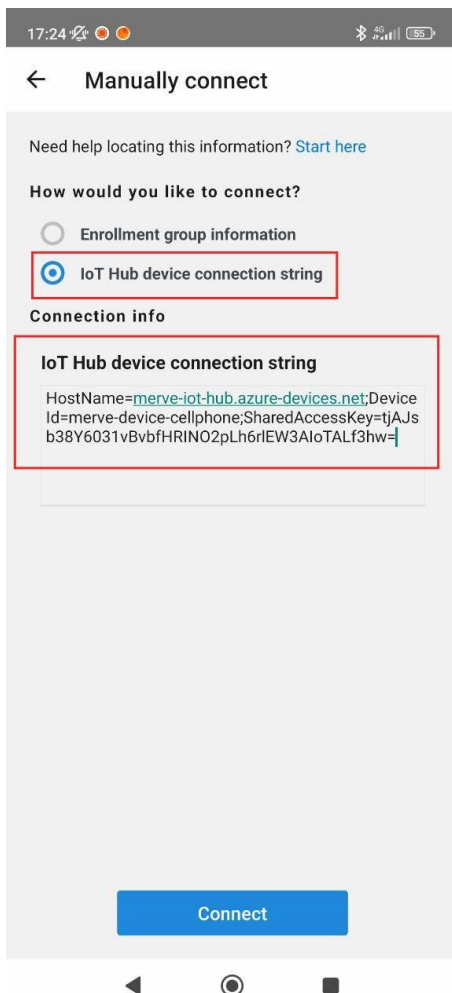 17:24
4G
55
Manually connect
Need help locating this information? Start here
How would you like to connect?
Enrollment group information
IoT Hub device connection string
Connection info
IoT Hub device connection string
HostName=merve-iot-hub.azure-devices.net;Device
Id=merve-device-cellphone;SharedAccessKey=tjAJs
b38Y6031vBvbfHRINO2pLh6rlEW3AIoTALf3hw=
Connect